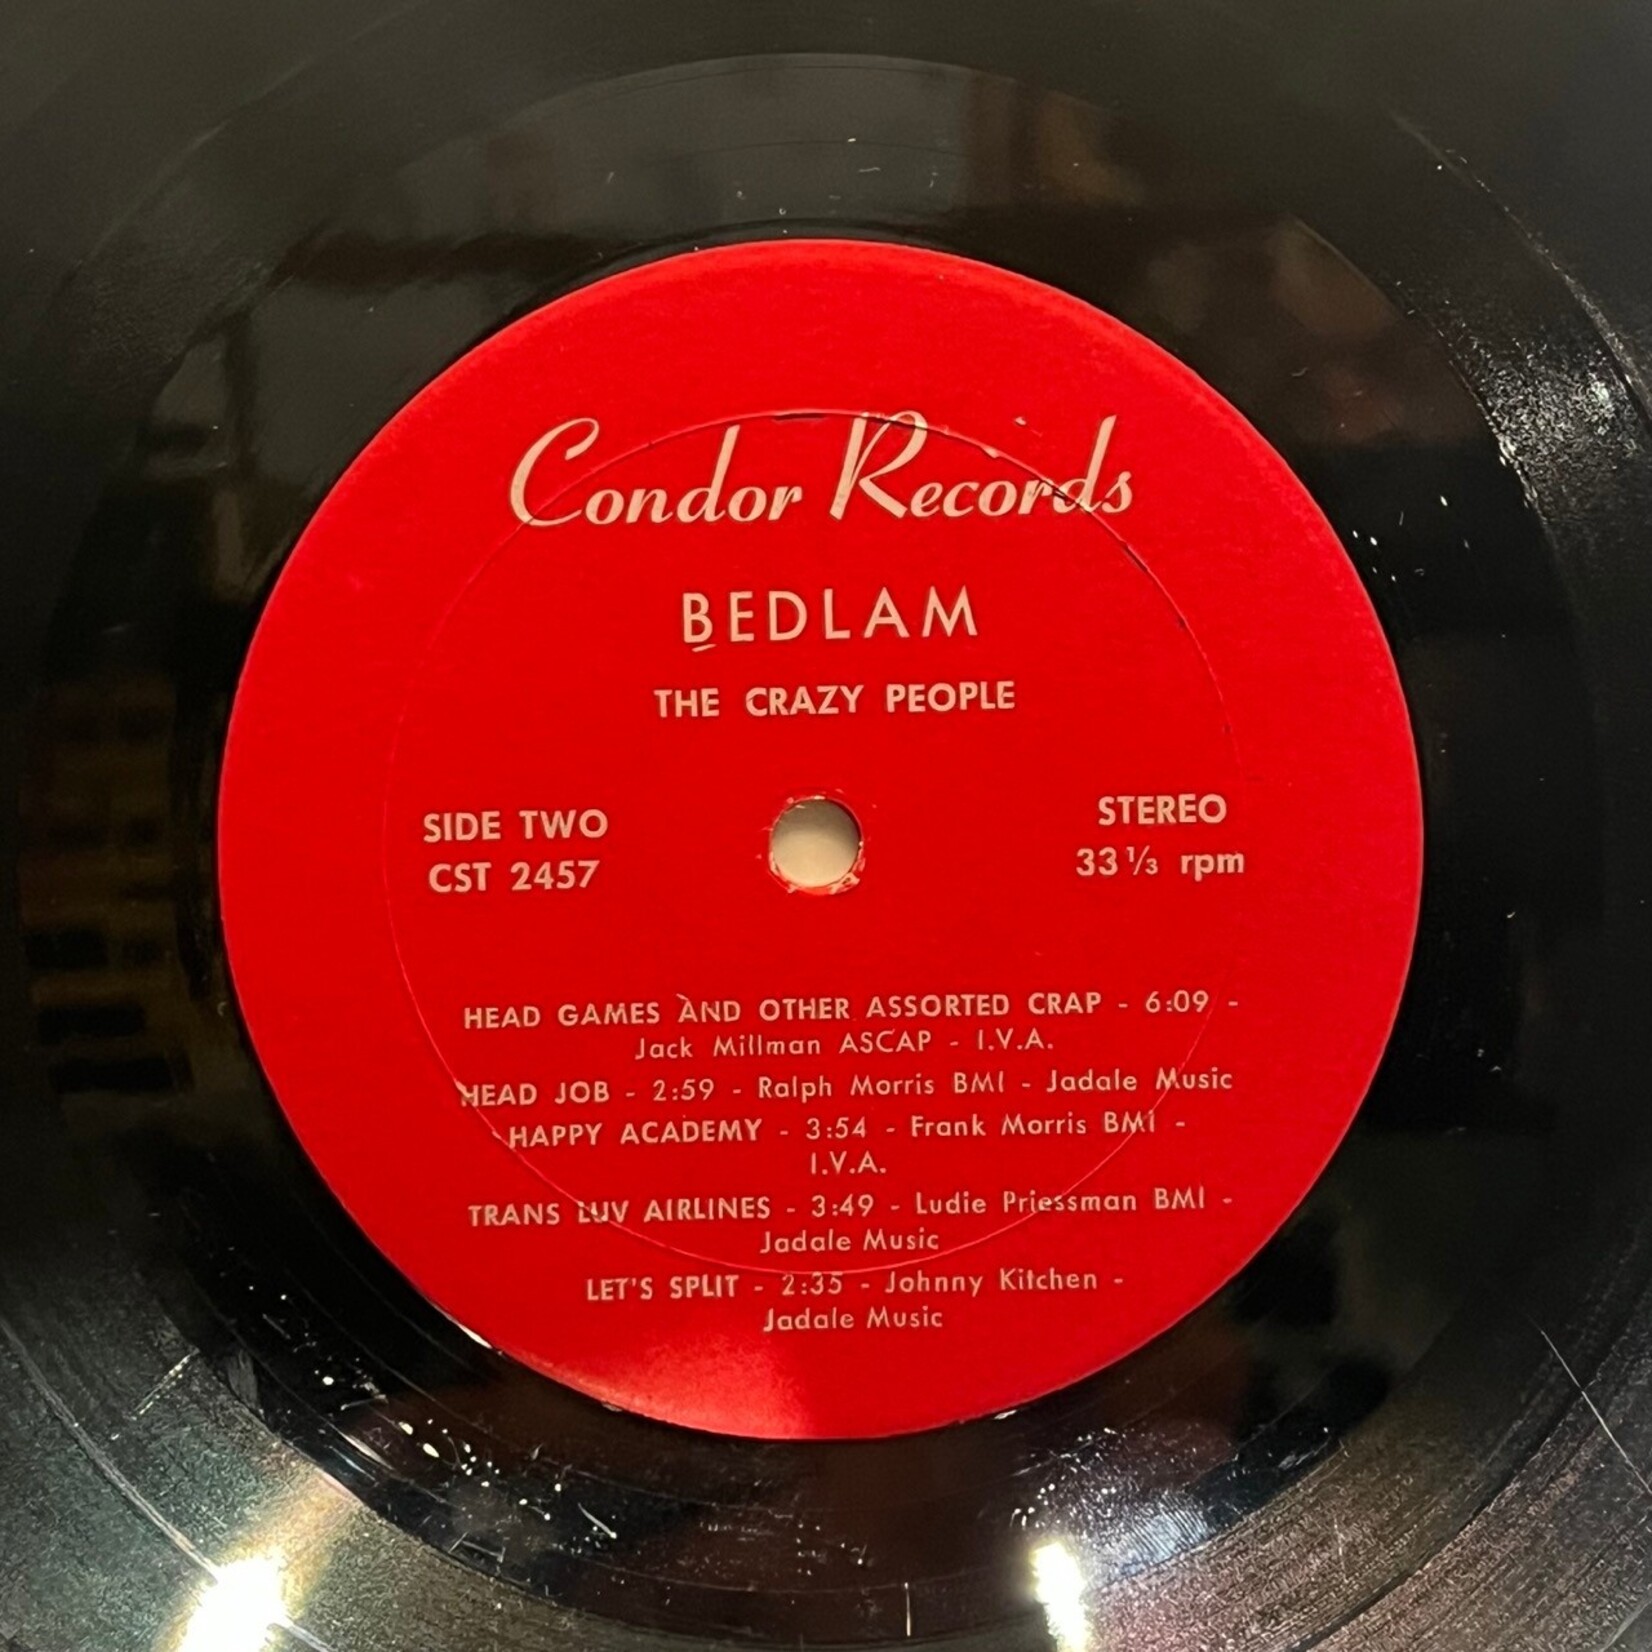 Condor Records
BEDLAM
THE CRAZY PEOPLE
SIDE TWO
CST 2457
STEREO
33 1/3 rpm
HEAD GAMES AND OTHER ASSORTED CRAP - 6:09 -
Jack Millman ASCAP - I.V.A.
HEAD JOB - 2:59 - Ralph Morris BMI - Jadale Music
HAPPY ACADEMY - 3:54 - Frank Morris BMI -
I.V.A.
TRANS LUV AIRLINES - 3:49 - Ludie Priessman BMI -
Jadale Music
LET'S SPLIT - 2:35 - Johnny Kitchen -
Jadale Music